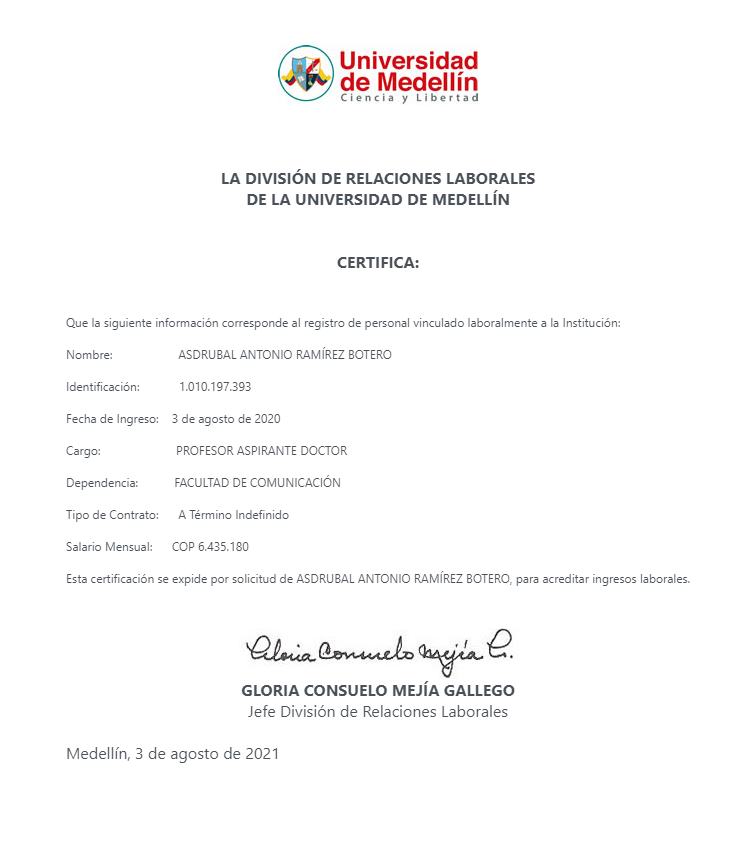 Universidad
de Medellín
Ciencia y Libertad
LA DIVISIÓN DE RELACIONES LABORALES
DE LA UNIVERSIDAD DE MEDELLÍN
CERTIFICA:
Que la siguiente información corresponde al registro de personal vinculado laboralmente a la Institución:
Nombre: ASDRUBAL ANTONIO RAMÍREZ BOTERO
Identificación: 1.010.197.393
Fecha de Ingreso: 3 de agosto de 2020
Cargo: PROFESOR ASPIRANTE DOCTOR
Dependencia: FACULTAD DE COMUNICACIÓN
Tipo de Contrato: A Término Indefinido
Salario Mensual: COP 6.435.180
Esta certificación se expide por solicitud de ASDRUBAL ANTONIO RAMÍREZ BOTERO, para acreditar ingresos laborales.
Gloria Consuelo Mejía G.
GLORIA CONSUELO MEJÍA GALLEGO
Jefe División de Relaciones Laborales
Medellín, 3 de agosto de 2021